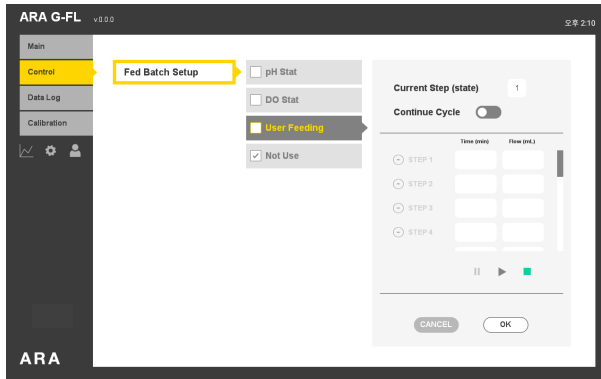 ARA G-FL v.0.0.0
오후 2:10
Main
Control
Data Log
Calibration
Fed Batch Setup
pH Stat
DO Stat
User Feeding
Not Use
Current Step (state) 1
Continue Cycle
Time (min) Flow (mL)
STEP 1
STEP 2
STEP 3
STEP 4
CANCEL OK
ARA